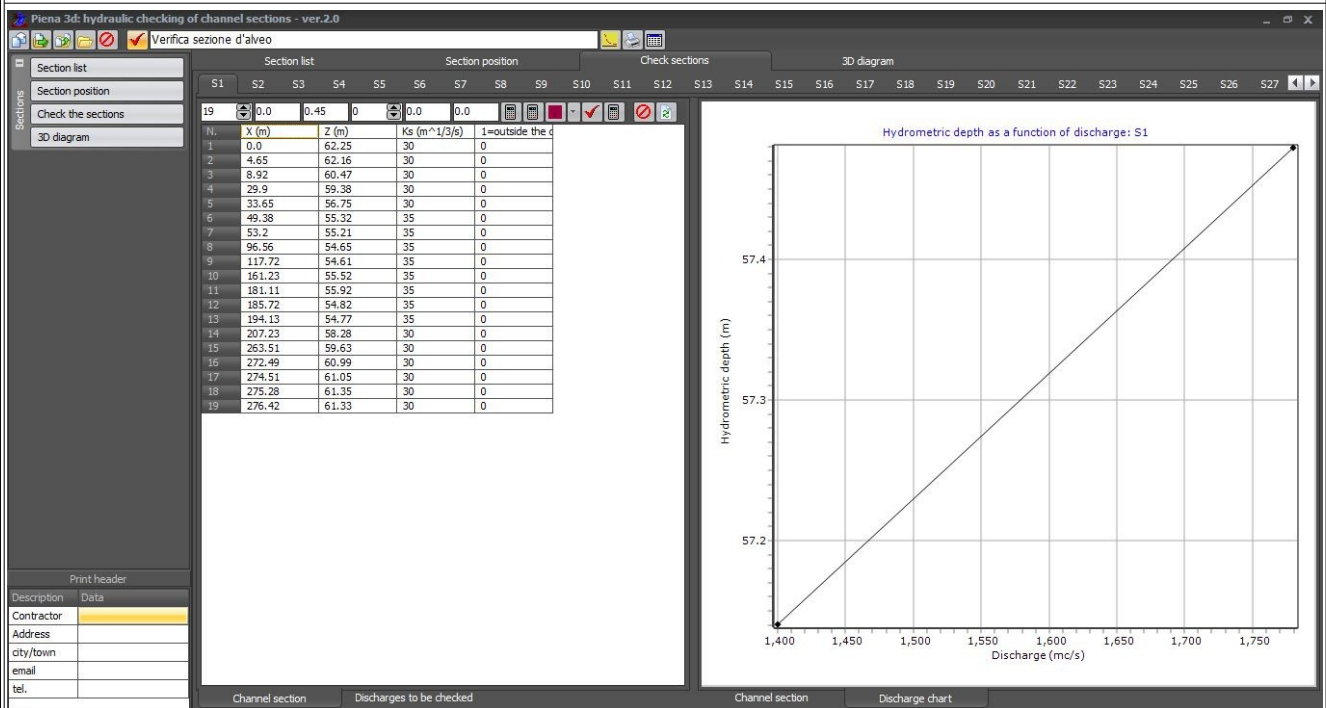 Piena 3d: hydraulic checking of channel sections - ver.2.0
Verifica sezione d'alveo
Sections
Section list
Section position
Check the sections
3D diagram
Section list Section position Check sections 3D diagram
S1 S2 S3 S4 S5 S6 S7 S8 S9 S10 S11 S12 S13 S14 S15 S16 S17 S18 S19 S20 S21 S22 S23 S24 S25 S26 S27
19 0.0 0.45 0 0.0 0.0
N. X (m) Z (m) Ks (m^1/3/s) 1=outside the c
1 0.0 62.25 30 0
2 4.65 62.16 30 0
3 8.92 60.47 30 0
4 29.9 59.38 30 0
5 33.65 56.75 30 0
6 49.38 55.32 35 0
7 53.2 55.21 35 0
8 96.56 54.65 35 0
9 117.72 54.61 35 0
10 161.23 55.52 35 0
11 181.11 55.92 35 0
12 185.72 54.82 35 0
13 194.13 54.77 35 0
14 207.23 58.28 30 0
15 263.51 59.63 30 0
16 272.49 60.99 30 0
17 274.51 61.05 30 0
18 275.28 61.35 30 0
19 276.42 61.33 30 0
Channel section Discharges to be checked
Hydrometric depth as a function of discharge: S1
Hydrometric depth (m)
57.4
57.3
57.2
1,400 1,450 1,500 1,550 1,600 1,650 1,700 1,750
Discharge (mc/s)
Channel section Discharge chart
Print header
Description Data
Contractor
Address
city/town
email
tel.